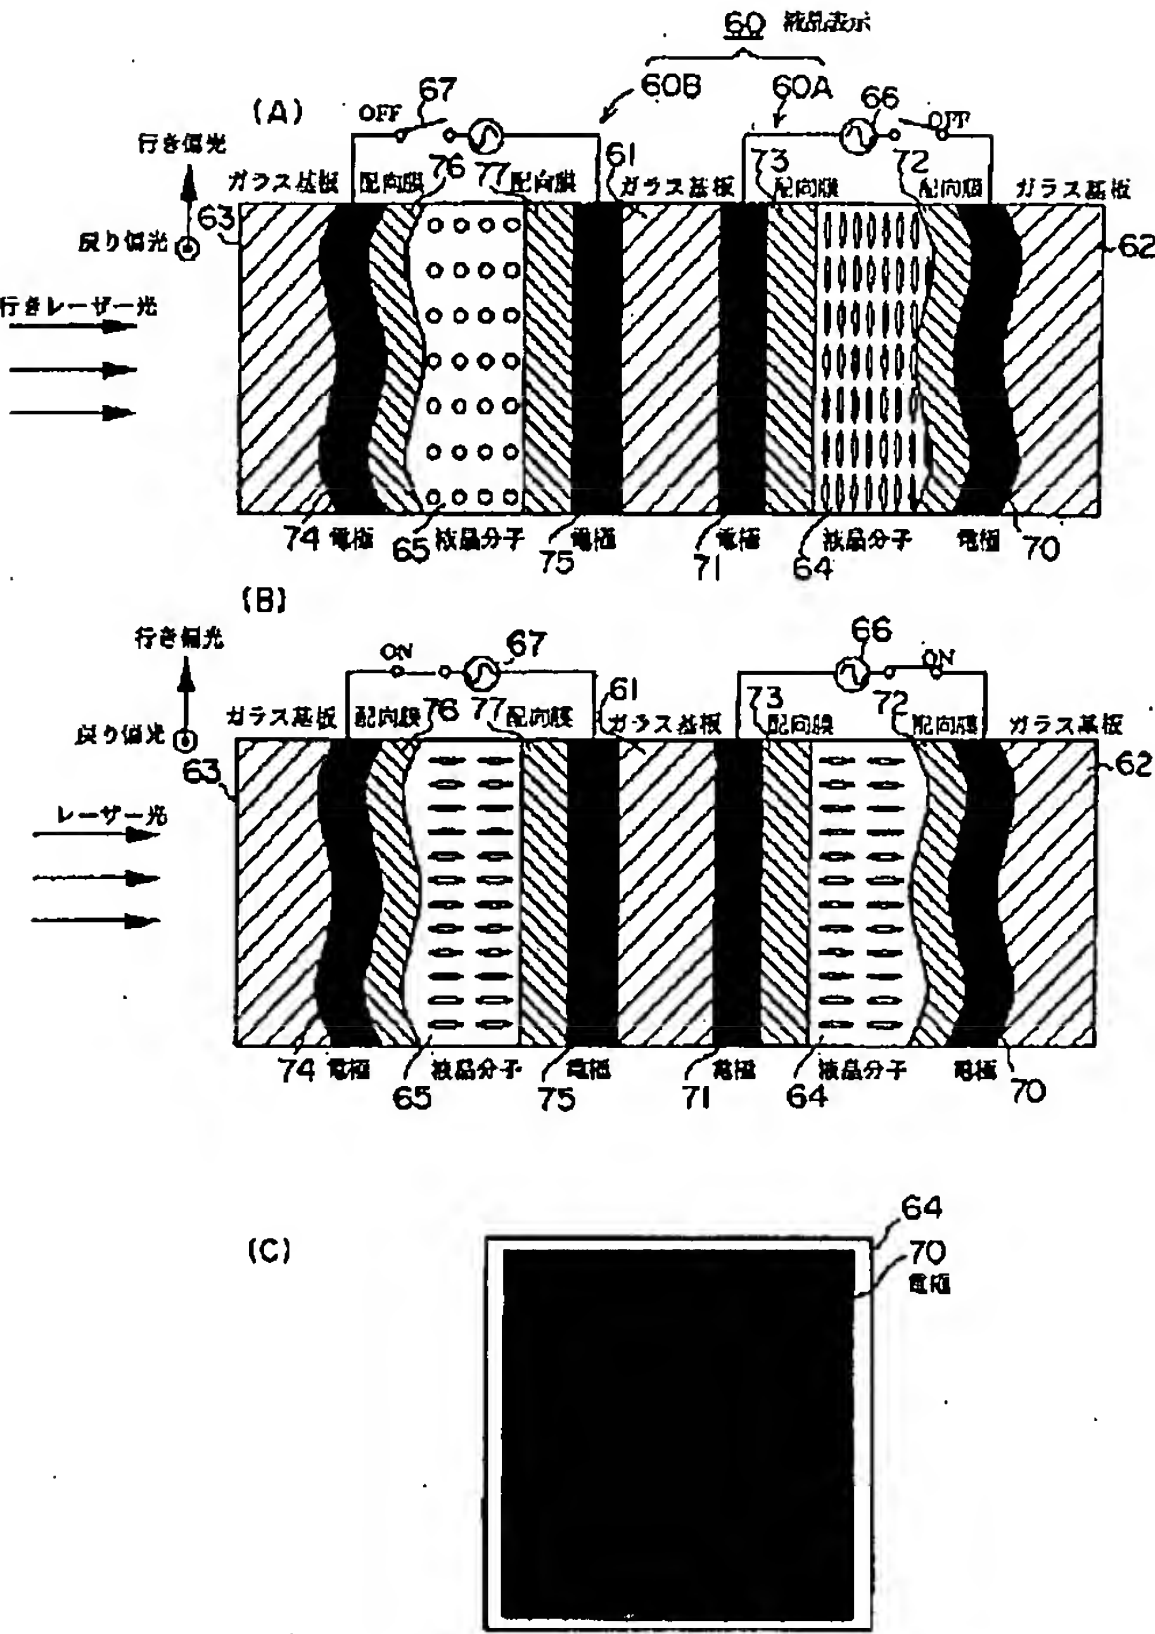 60 液晶表示
60B 60A
(A) OFF 67 66 OFF
行き偏光 76 77 61 73 72
ガラス基板 配向膜 配向膜 ガラス基板 配向膜 配向膜 ガラス基板
63 62
戻り偏光
行きレーザー光
74 電極 65 液晶分子 75 電極 71 電極 64 液晶分子 電極 70
(B)
行き偏光 ON 67 66 ON
76 77 61 73 72
ガラス基板 配向膜 配向膜 ガラス基板 配向膜 配向膜 ガラス基板
戻り偏光
63 62
レーザー光
74 電極 65 液晶分子 75 電極 71 電極 64 液晶分子 電極 70
(C) 64
70
電極